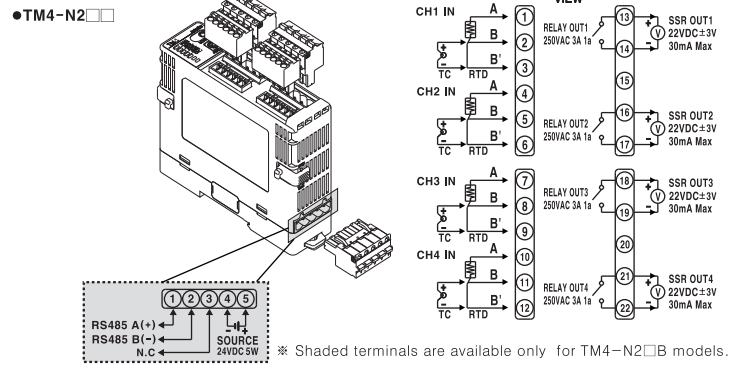 ●TM4-N2□□
VIEW
CH1 IN
A
1
B
2
B'
3
+
-
TC
RTD
CH2 IN
A
4
B
5
B'
6
+
-
TC
RTD
RELAY OUT1
250VAC 3A 1a
13
14
+
V
-
SSR OUT1
22VDC±3V
30mA Max
15
RELAY OUT2
250VAC 3A 1a
16
17
+
V
-
SSR OUT2
22VDC±3V
30mA Max
CH3 IN
A
7
B
8
B'
9
+
-
TC
RTD
CH4 IN
A
10
B
11
B'
12
+
-
TC
RTD
RELAY OUT3
250VAC 3A 1a
18
19
+
V
-
SSR OUT3
22VDC±3V
30mA Max
20
RELAY OUT4
250VAC 3A 1a
21
22
+
V
-
SSR OUT4
22VDC±3V
30mA Max
1 2 3 4 5
RS485 A(+)
RS485 B(-)
N.C
- +
SOURCE
24VDC 5W
※ Shaded terminals are available only for TM4-N2□B models.